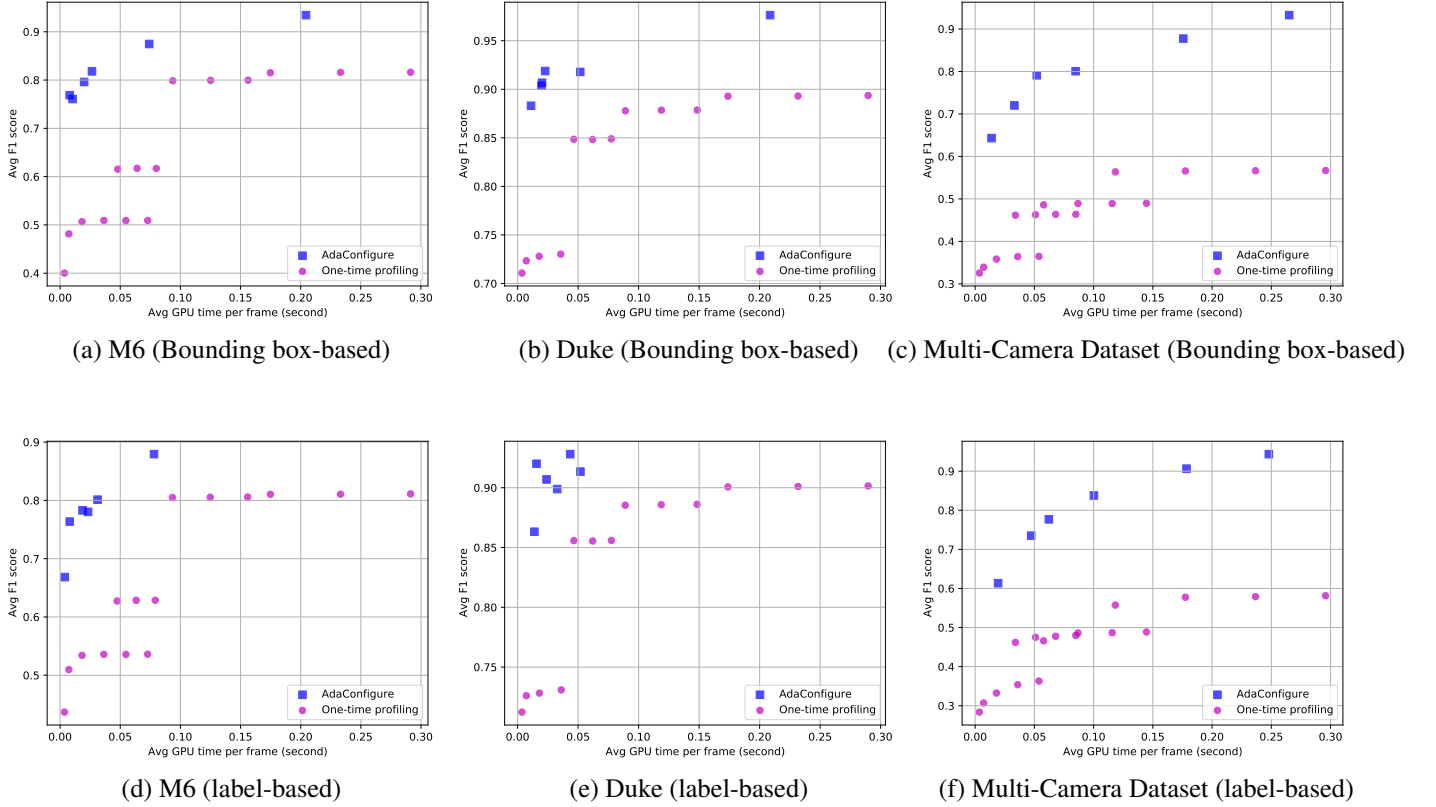 0.9
0.8
0.7
0.6
0.5
0.4
Avg F1 score
0.00 0.05 0.10 0.15 0.20 0.25 0.30
Avg GPU time per frame (second)
AdaConfigure
One-time profiling
(a) M6 (Bounding box-based)
0.95
0.90
0.85
0.80
0.75
0.70
Avg F1 score
0.00 0.05 0.10 0.15 0.20 0.25 0.30
Avg GPU time per frame (second)
AdaConfigure
One-time profiling
(b) Duke (Bounding box-based)
0.9
0.8
0.7
0.6
0.5
0.4
0.3
Avg F1 score
0.00 0.05 0.10 0.15 0.20 0.25 0.30
Avg GPU time per frame (second)
AdaConfigure
One-time profiling
(c) Multi-Camera Dataset (Bounding box-based)
0.9
0.8
0.7
0.6
0.5
Avg F1 score
0.00 0.05 0.10 0.15 0.20 0.25 0.30
Avg GPU time per frame (second)
AdaConfigure
One-time profiling
(d) M6 (label-based)
0.90
0.85
0.80
0.75
Avg F1 score
0.00 0.05 0.10 0.15 0.20 0.25 0.30
Avg GPU time per frame (second)
AdaConfigure
One-time profiling
(e) Duke (label-based)
0.9
0.8
0.7
0.6
0.5
0.4
0.3
Avg F1 score
0.00 0.05 0.10 0.15 0.20 0.25 0.30
Avg GPU time per frame (second)
AdaConfigure
One-time profiling
(f) Multi-Camera Dataset (label-based)